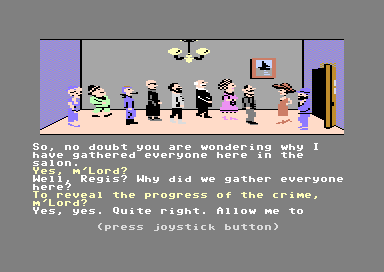 So, no doubt you are wondering why I
have gathered everyone here in the
salon.
Yes, m'Lord?
Well, Regis? Why did we gather everyone
here?
To reveal the progress of the crime,
m'Lord?
Yes, yes. Quite right. Allow me to
(press joystick button)